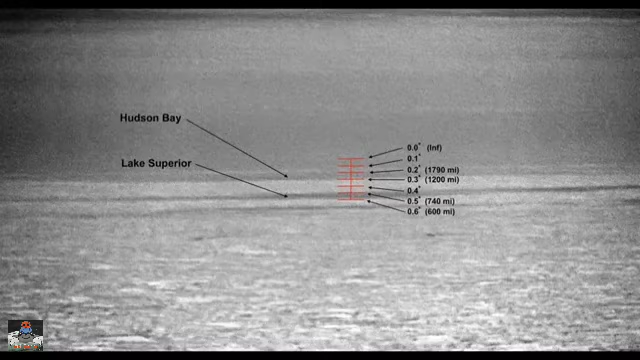 Hudson Bay
Lake Superior
0.0° (Inf)
0.1°
0.2° (1790 mi)
0.3° (1200 mi)
0.4°
0.5° (740 mi)
0.6° (600 mi)